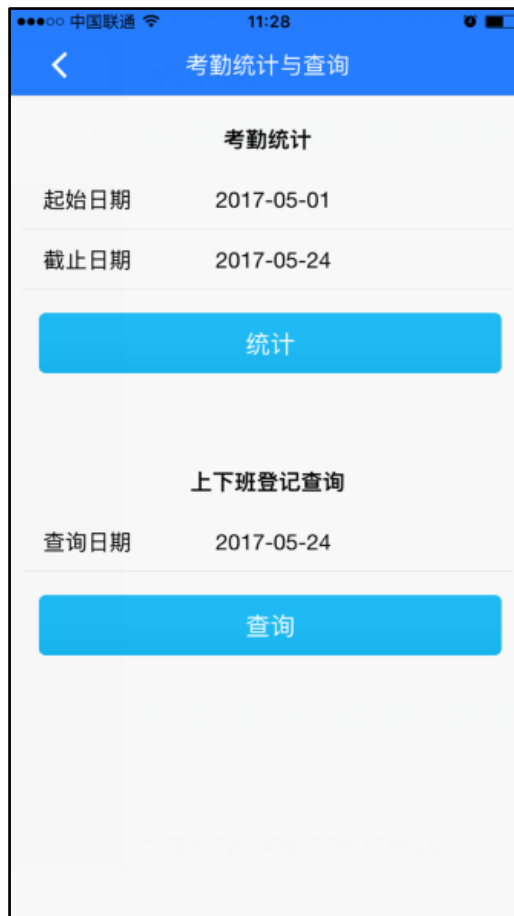 中国联通 11:28
考勤统计与查询
考勤统计
起始日期 2017-05-01
截止日期 2017-05-24
统计
上下班登记查询
查询日期 2017-05-24
查询